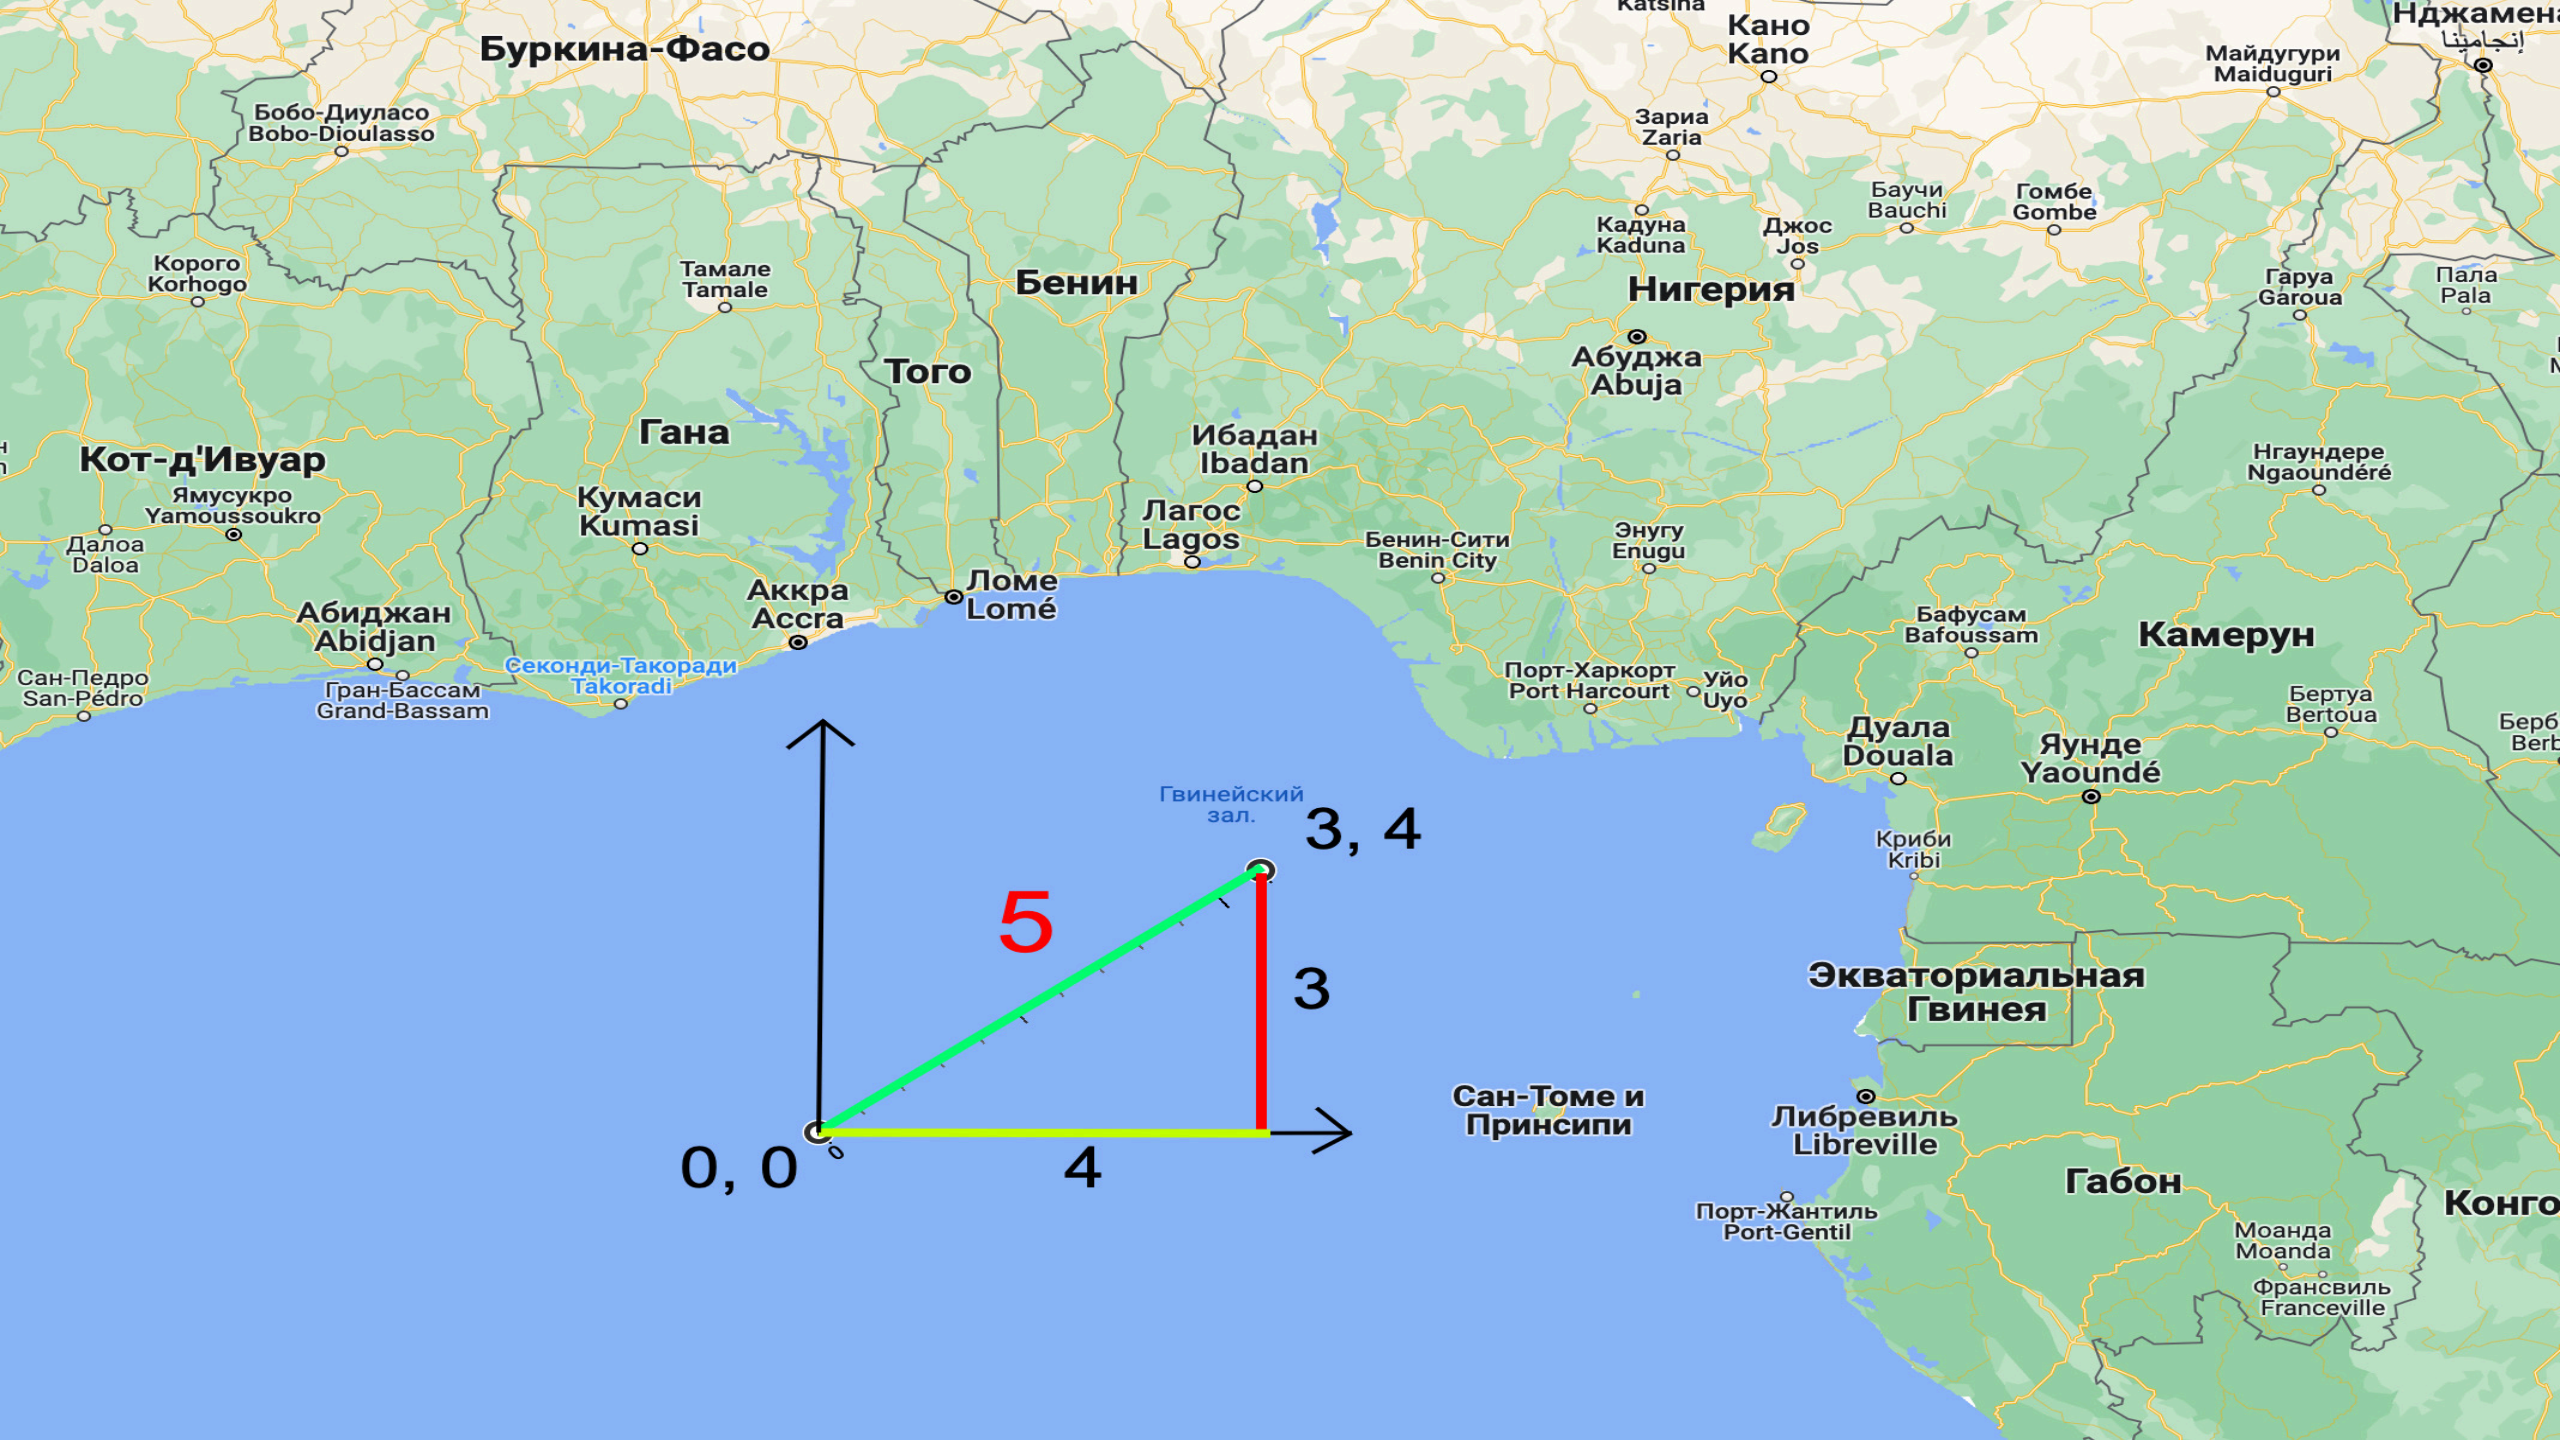 Katsina
Нджамена
إنجامينا
Кано
Kano
Буркина-Фасо
Майдугури
Maiduguri
Бобо-Диуласо
Bobo-Dioulasso
Зариа
Zaria
Баучи
Bauchi
Гомбе
Gombe
Кадуна
Kaduna
Джос
Jos
Корого
Korhogo
Тамале
Tamale
Бенин
Нигерия
Гаруа
Garoua
Пала
Pala
Абуджа
Abuja
Того
Гана
Ибадан
Ibadan
Кот-д'Ивуар
Нгаундере
Ngaoundéré
Ямусукро
Yamoussoukro
Кумаси
Kumasi
Лагос
Lagos
Далоа
Daloa
Бенин-Сити
Benin City
Энугу
Enugu
Аккра
Accra
Ломе
Lomé
Абиджан
Abidjan
Бафусам
Bafoussam
Камерун
Сан-Педро
San-Pédro
Секонди-Такоради
Takoradi
Гран-Бассам
Grand-Bassam
Порт-Харкорт
Port Harcourt
Уйо
Uyo
Бертуа
Bertoua
Берб
Berb
Дуала
Douala
Яунде
Yaoundé
Гвинейский
зал.
3, 4
Криби
Kribi
5
3
Экваториальная
Гвинея
Сан-Томе и
Принсипи
Либревиль
Libreville
0, 0
0
4
Габон
Конго
Порт-Жантиль
Port-Gentil
Моанда
Moanda
Франсвиль
Franceville